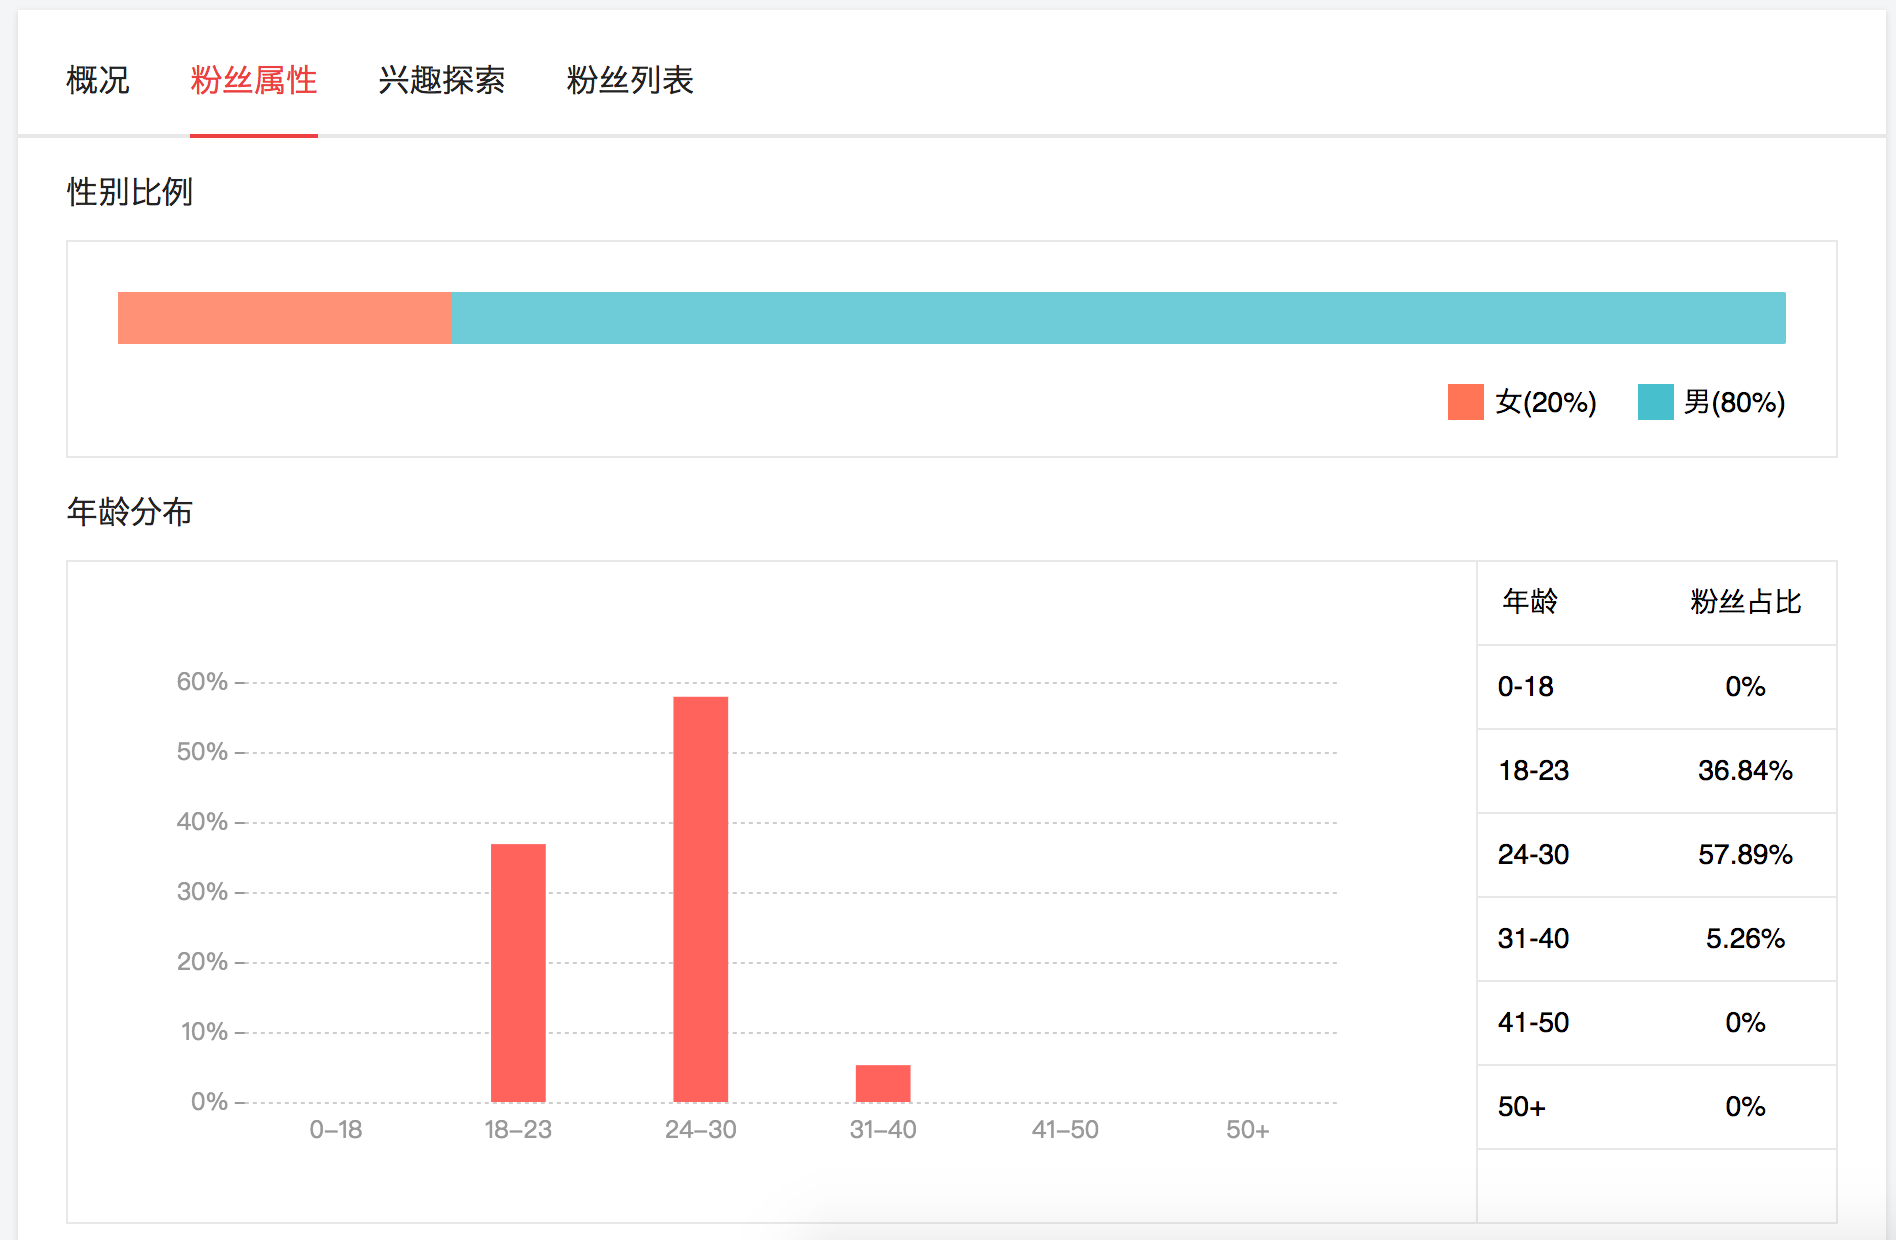 概况 粉丝属性 兴趣探索 粉丝列表
性别比例
女(20%) 男(80%)
年龄分布
60%
50%
40%
30%
20%
10%
0%
0–18 18–23 24–30 31–40 41–50 50+
年龄 粉丝占比
0-18 0%
18-23 36.84%
24-30 57.89%
31-40 5.26%
41-50 0%
50+ 0%